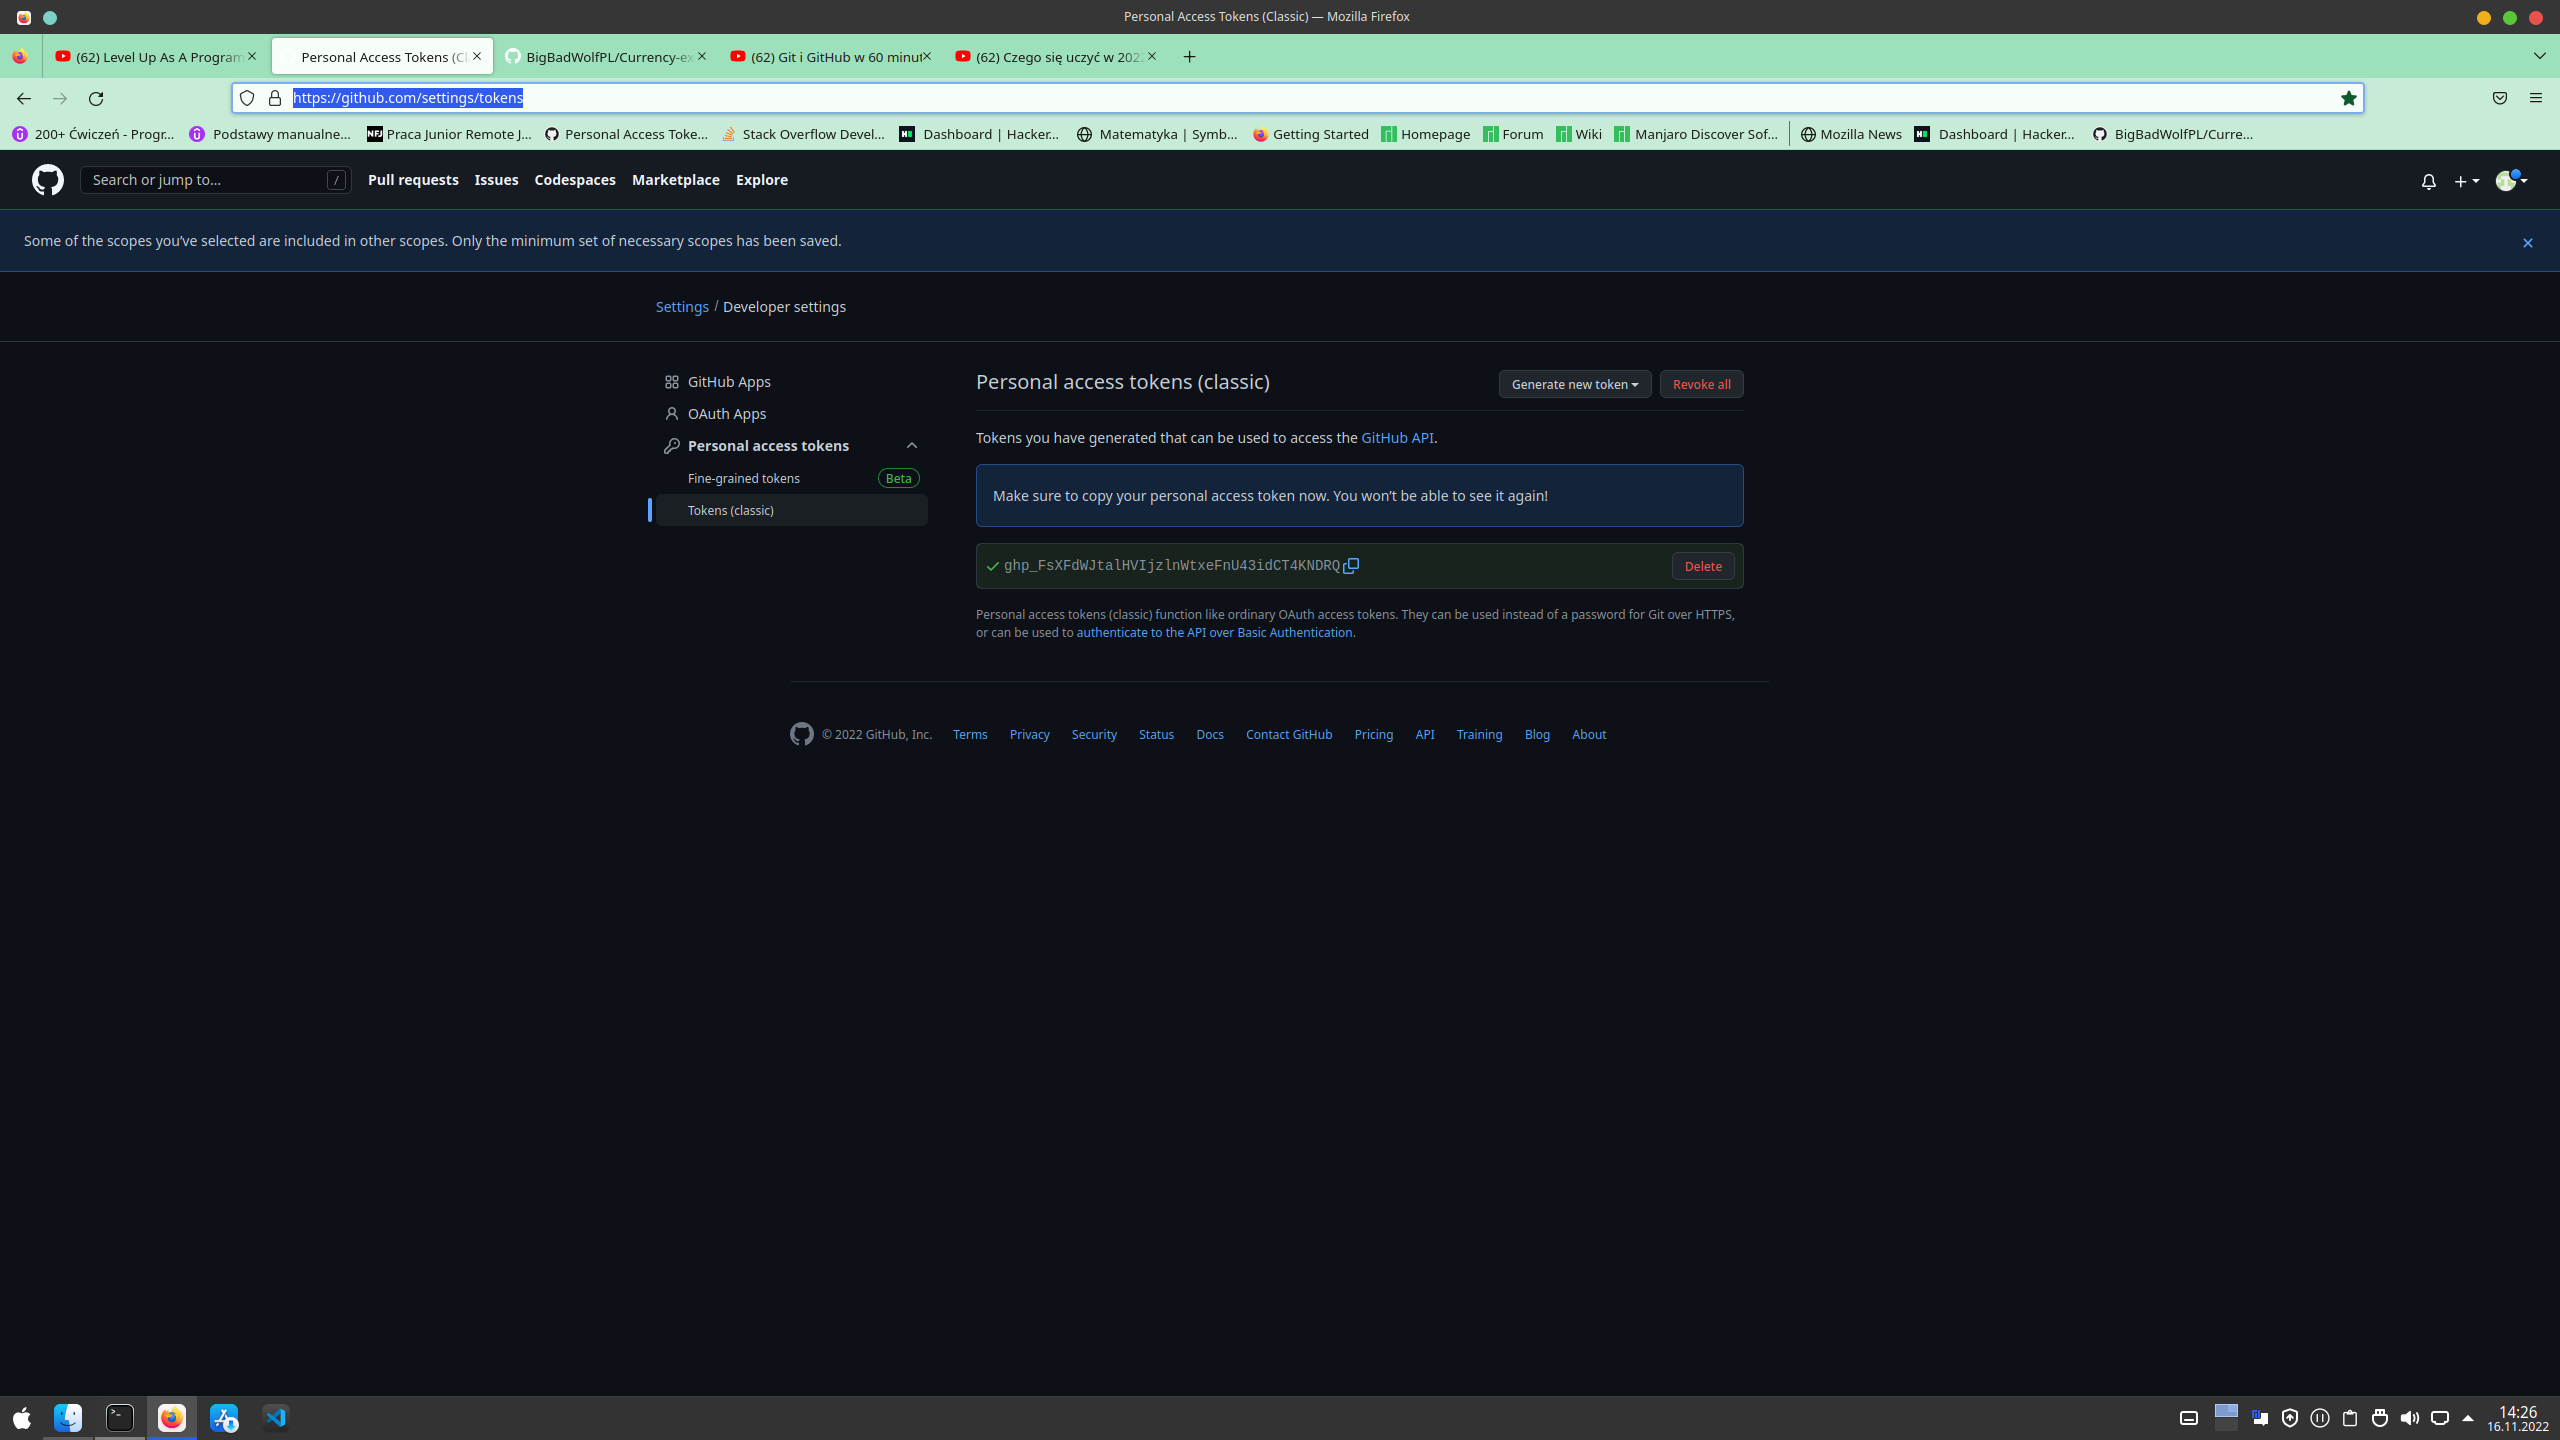 Personal Access Tokens (Classic) — Mozilla Firefox
(62) Level Up As A Program
Personal Access Tokens (Cl
BigBadWolfPL/Currency-ex
(62) Git i GitHub w 60 minut
(62) Czego się uczyć w 202
https://github.com/settings/tokens
200+ Ćwiczeń - Progr…
Podstawy manualne…
Praca Junior Remote J…
Personal Access Toke…
Stack Overflow Devel…
Dashboard | Hacker…
Matematyka | Symb…
Getting Started
Homepage
Forum
Wiki
Manjaro Discover Sof…
Mozilla News
Dashboard | Hacker…
BigBadWolfPL/Curre…
Search or jump to…
/
Pull requests
Issues
Codespaces
Marketplace
Explore
Some of the scopes you’ve selected are included in other scopes. Only the minimum set of necessary scopes has been saved.
Settings / Developer settings
GitHub Apps
OAuth Apps
Personal access tokens
Fine-grained tokens
Beta
Tokens (classic)
Personal access tokens (classic)
Generate new token
Revoke all
Tokens you have generated that can be used to access the GitHub API.
Make sure to copy your personal access token now. You won’t be able to see it again!
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
Delete
Personal access tokens (classic) function like ordinary OAuth access tokens. They can be used instead of a password for Git over HTTPS,
or can be used to authenticate to the API over Basic Authentication.
© 2022 GitHub, Inc.
Terms
Privacy
Security
Status
Docs
Contact GitHub
Pricing
API
Training
Blog
About
14:26
16.11.2022